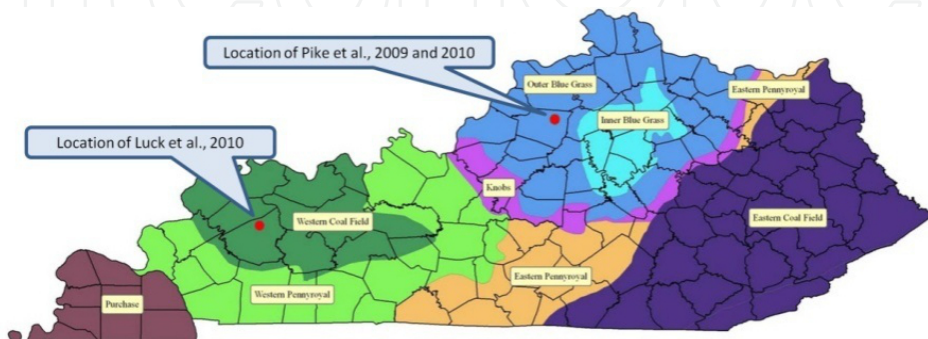 Location of Pike et al., 2009 and 2010
Outer Blue Grass
Eastern Pennyroyal
Inner Blue Grass
Location of Luck et al., 2010
Knobs
Western Coal Field
Eastern Coal Field
Eastern Pennyroyal
Western Pennyroyal
Purchase